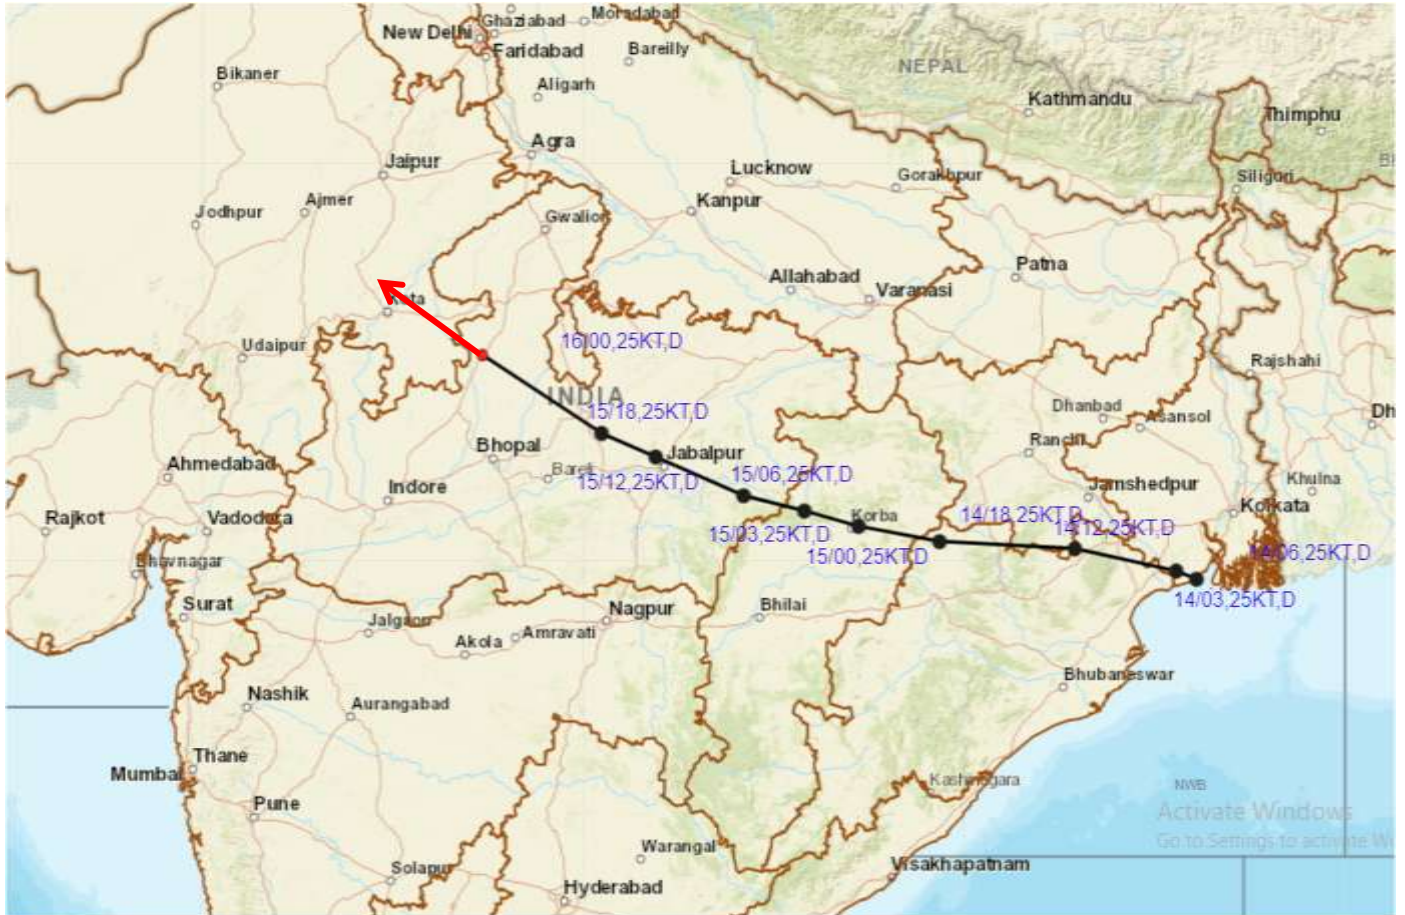 Moradabad
Ghaziabad
New Delhi
Faridabad
Bareilly
NEPAL
Bikaner
Aligarh
Kathmandu
Thimphu
Agra
Jaipur
Lucknow
Gorakhpur
Siliguri
Ajmer
Kanpur
Jodhpur
Gwalior
Patna
Allahabad
Varanasi
Udaipur
16/00,25KT,D
Rajshahi
INDIA
15/18,25KT,D
Dhanbad
Asansol
Dh
Bhopal
Jabalpur
Ranchi
Ahmedabad
15/12,25KT,D
15/06,25KT,D
Khulna
Indore
Jamshedpur
Kolkata
Rajkot
Vadodora
Korba
14/18,25KT,D
14/12,25KT,D
15/03,25KT,D
15/00,25KT,D
14/06,25KT,D
Bhavnagar
Surat
Nagpur
Bhilai
14/03,25KT,D
Jalgaon
Akola
Amravati
Bhubaneswar
Nashik
Aurangabad
Thane
Mumbai
Pune
NWB
Activate Windows
Warangal
Solapur
Visakhapatnam
Hyderabad